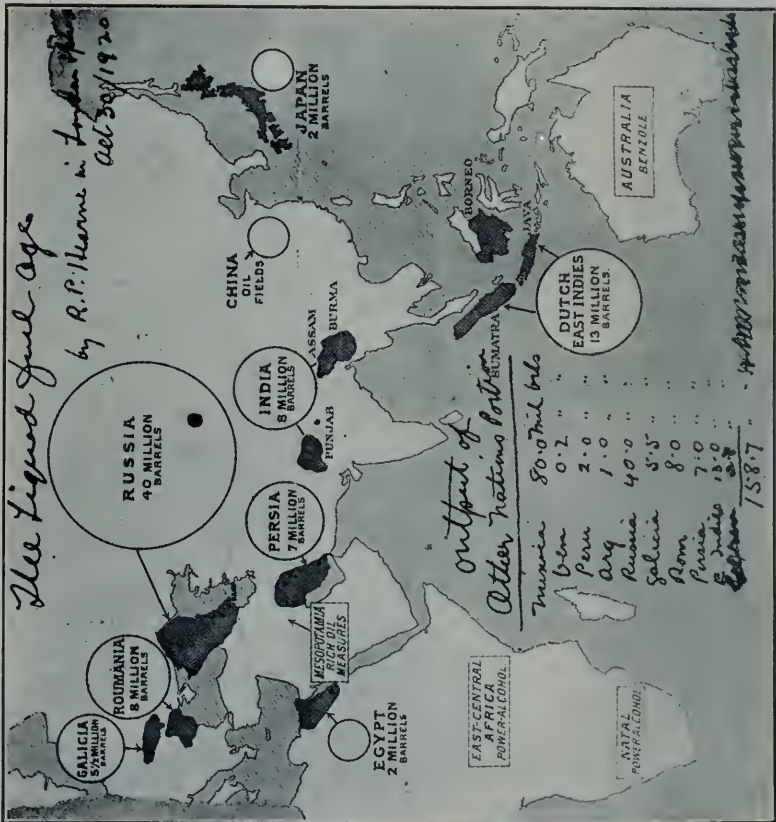 The Liquid fuel age
by R.P. Hearne in London
Oct 30/1920
GALICIA
5½ MILLION
BARRELS
ROUMANIA
8 MILLION
BARRELS
RUSSIA
40 MILLION
BARRELS
EGYPT
2 MILLION
BARRELS
MESOPOTAMIA
RICH OIL
MEASURES
PERSIA
7 MILLION
BARRELS
INDIA
8 MILLION
BARRELS
PUNJAB
ASSAM
BURMA
CHINA
OIL
FIELDS
JAPAN
2 MILLION
BARRELS
SUMATRA
BORNEO
JAVA
DUTCH
EAST INDIES
13 MILLION
BARRELS.
EAST-CENTRAL
AFRICA
POWER-ALCOHOL
NATAL
POWER ALCOHOL
AUSTRALIA
BENZOLE
Output of
Other Nations Portion
80.0 mil bbls
Ven 0.2 " "
Peru 2.0 " "
Arg 1.0 " "
Russia 40.0 " "
Galicia 5.5 " "
Rom 8.0 " "
Persia 7.0 " "
E Indies 13.0 " "
158.7 "